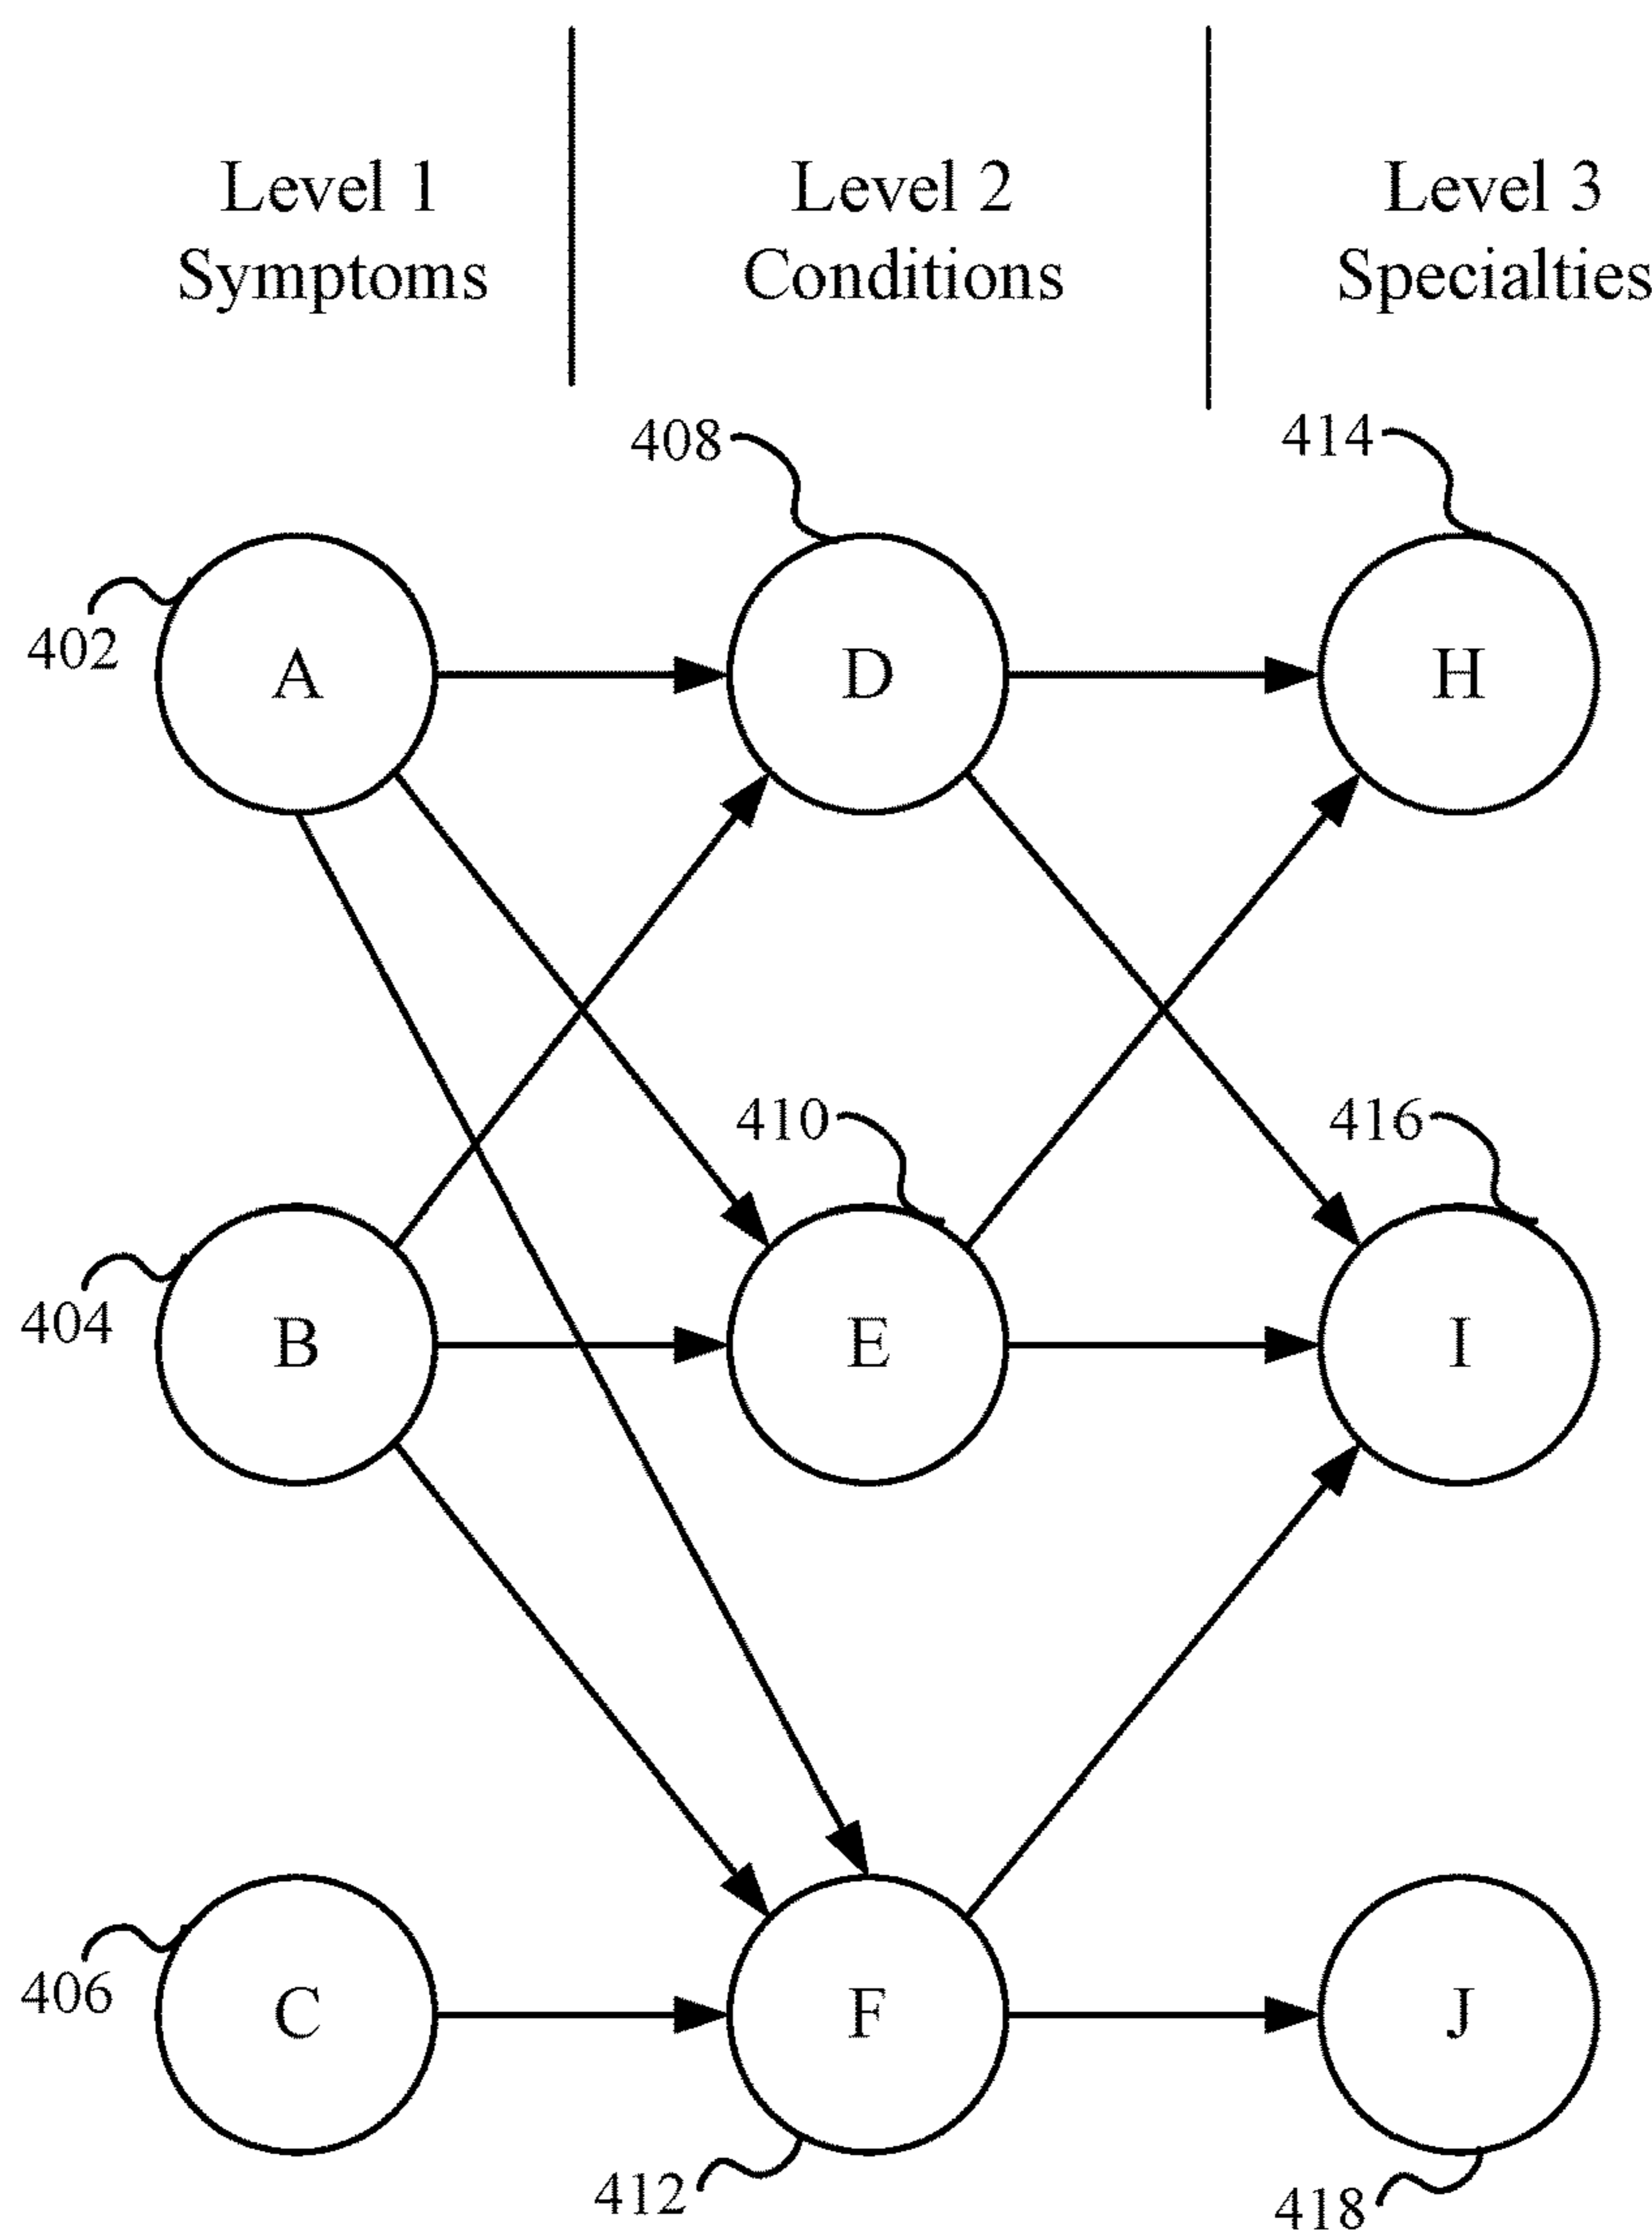 Level 1
Symptoms
Level 2
Conditions
Level 3
Specialties
408
414
402
A
D
H
410
416
404
B
E
I
406
C
F
J
412
418